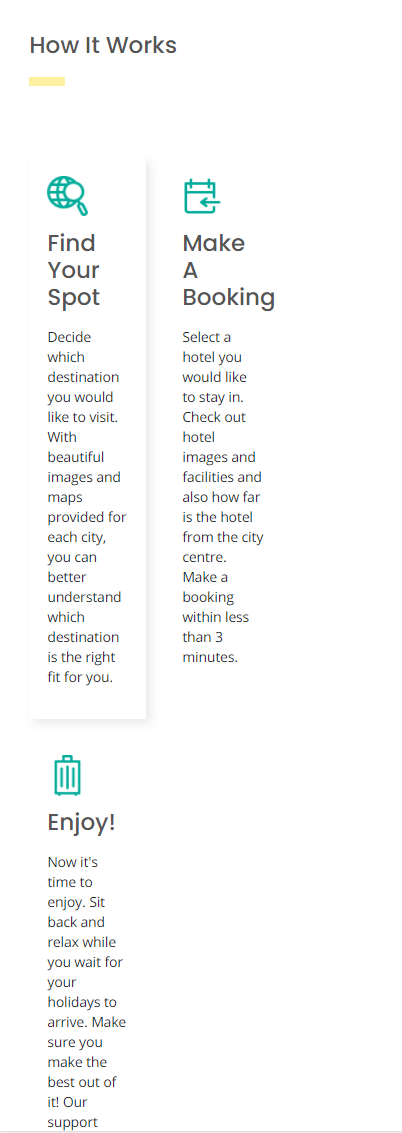 How It Works
Find
Your
Spot
Decide
which
destination
you would
like to visit.
With
beautiful
images and
maps
provided for
each city,
you can
better
understand
which
destination
is the right
fit for you.
Make
A
Booking
Select a
hotel you
would like
to stay in.
Check out
hotel
images and
facilities and
also how far
is the hotel
from the city
centre.
Make a
booking
within less
than 3
minutes.
Enjoy!
Now it's
time to
enjoy. Sit
back and
relax while
you wait for
your
holidays to
arrive. Make
sure you
make the
best out of
it! Our
support